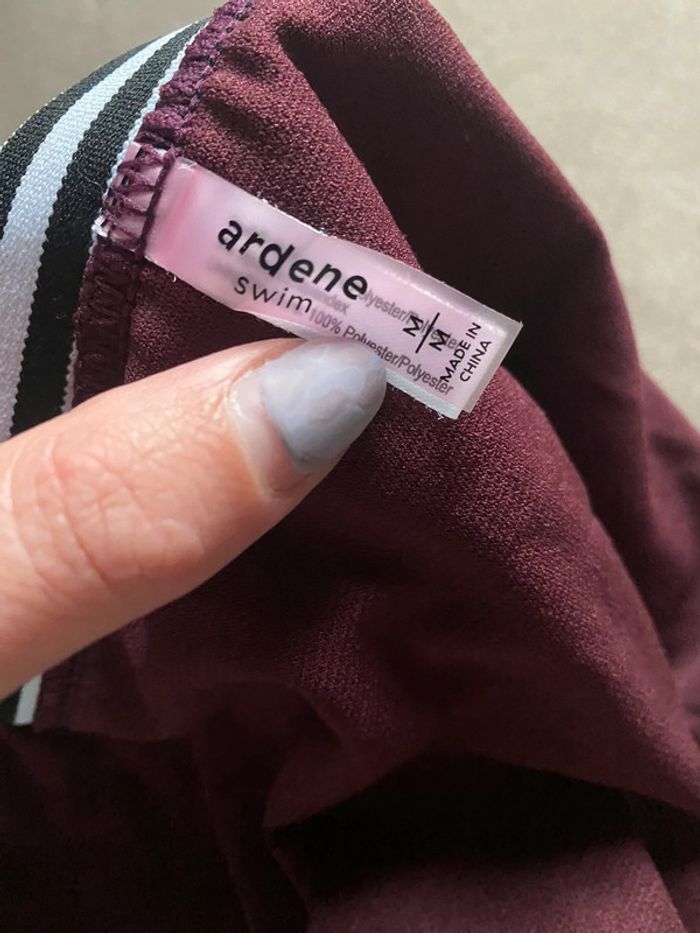 ardene
swim
M
M
MADE IN
CHINA
100% Polyester/Polyester